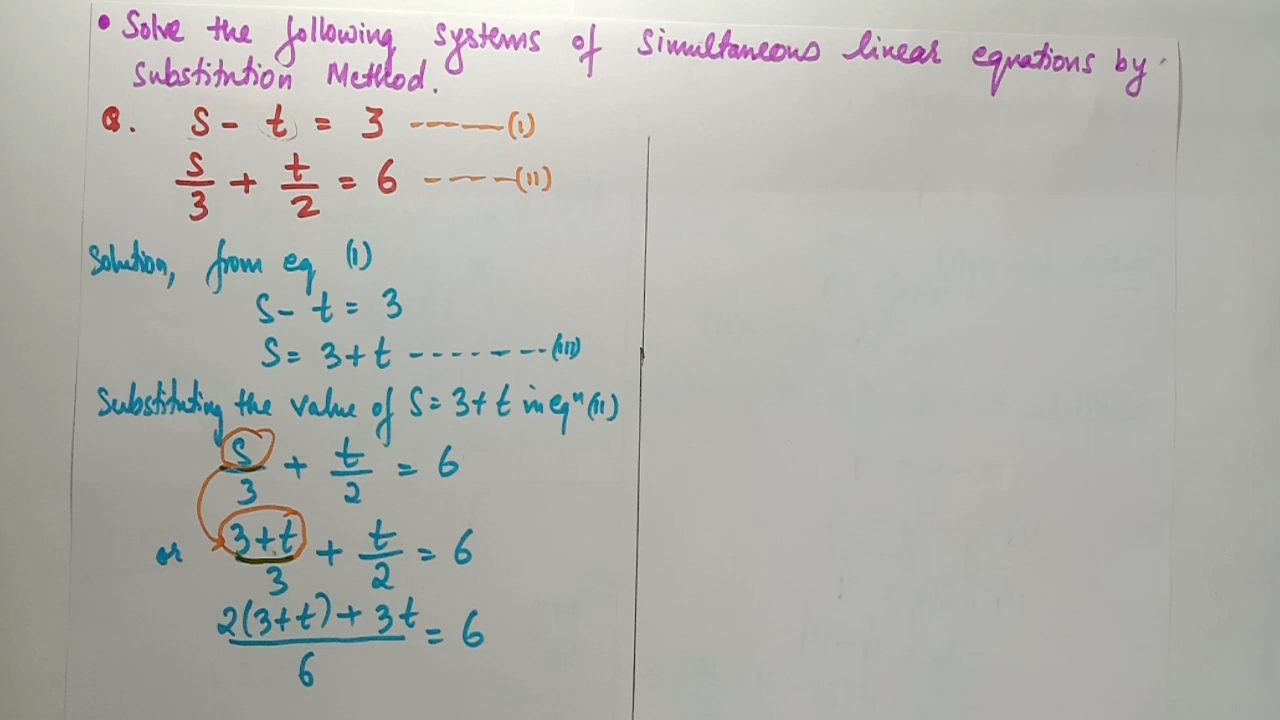 • Solve the following systems of simultaneous linear equations by
Substitution Method.
Q. S - t = 3 -------(i)
S/3 + t/2 = 6 -----(ii)
Solution, from eq (i)
S - t = 3
S = 3+t --------(iii)
Substituting the value of S = 3+t in eqⁿ (ii)
S/3 + t/2 = 6
or 3+t/3 + t/2 = 6
2(3+t) + 3t/6 = 6